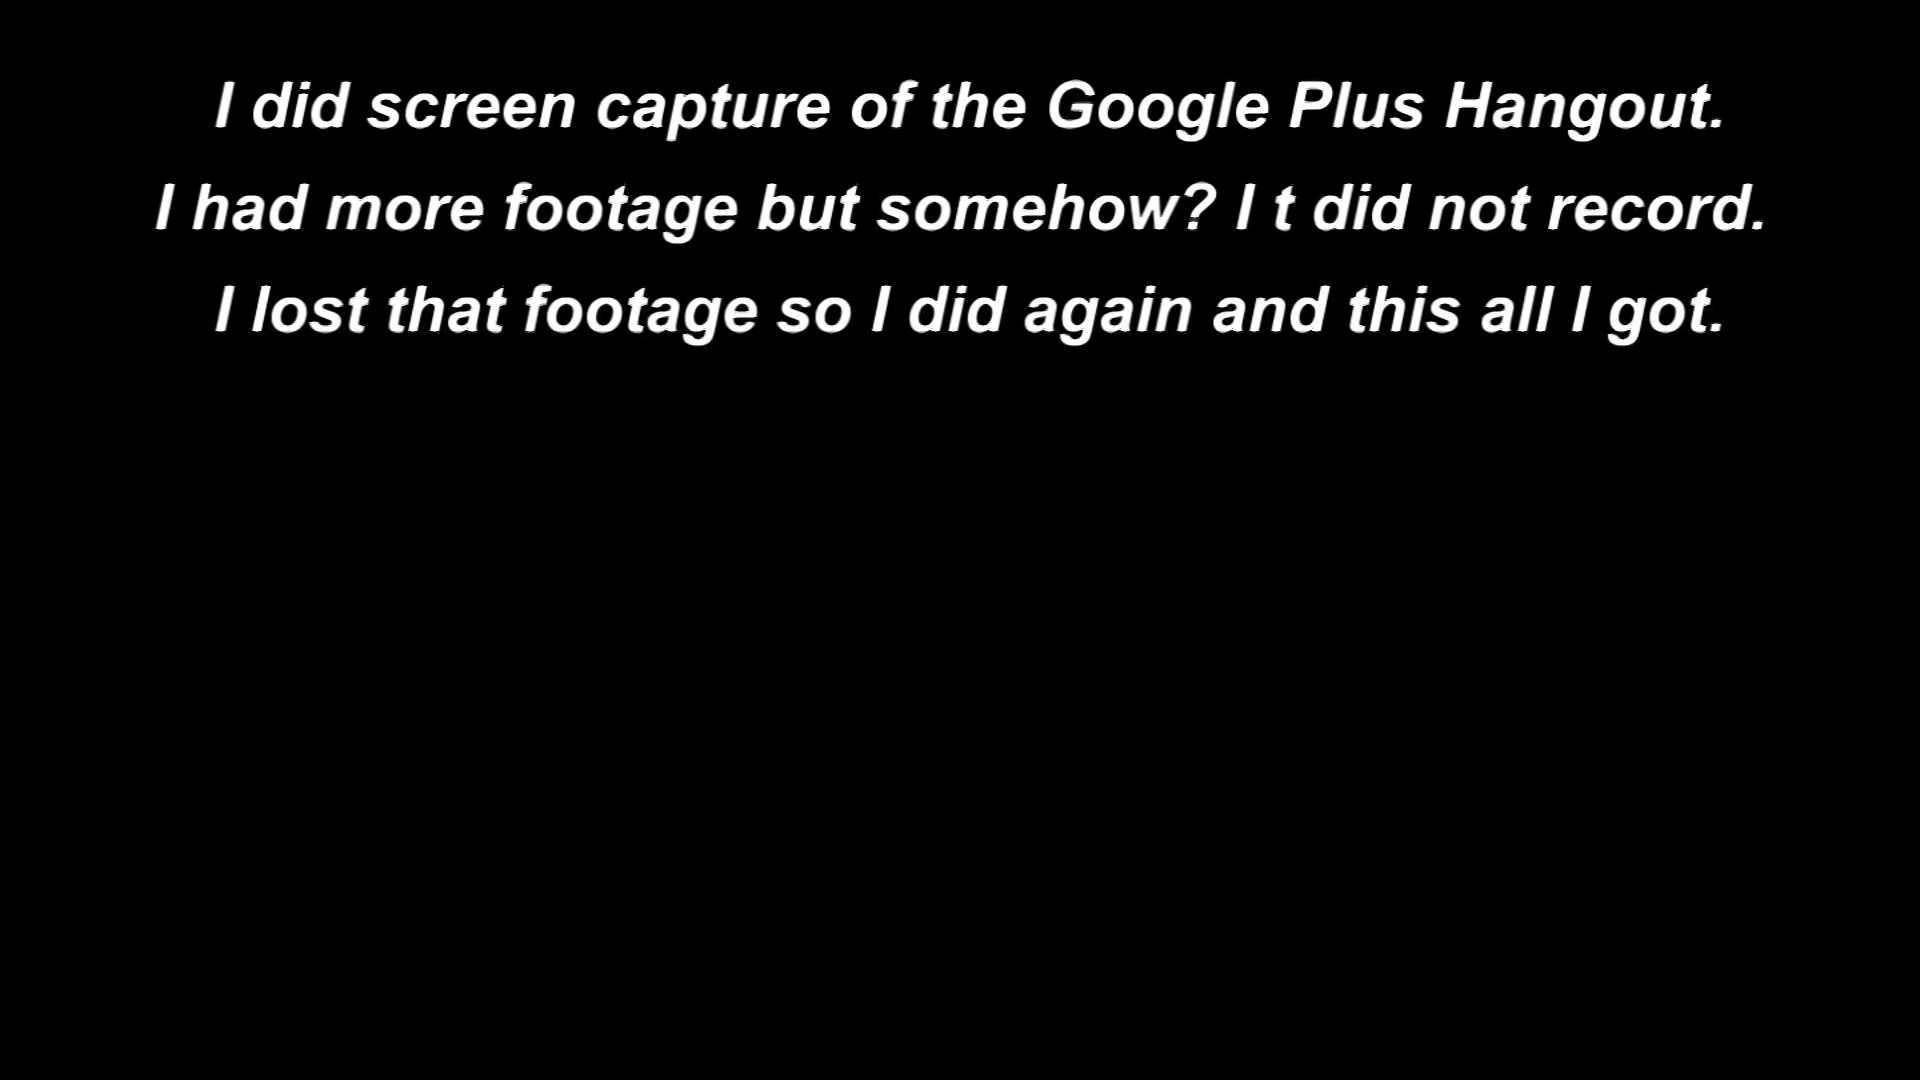 I did screen capture of the Google Plus Hangout.
I had more footage but somehow? I t did not record.
I lost that footage so I did again and this all I got.